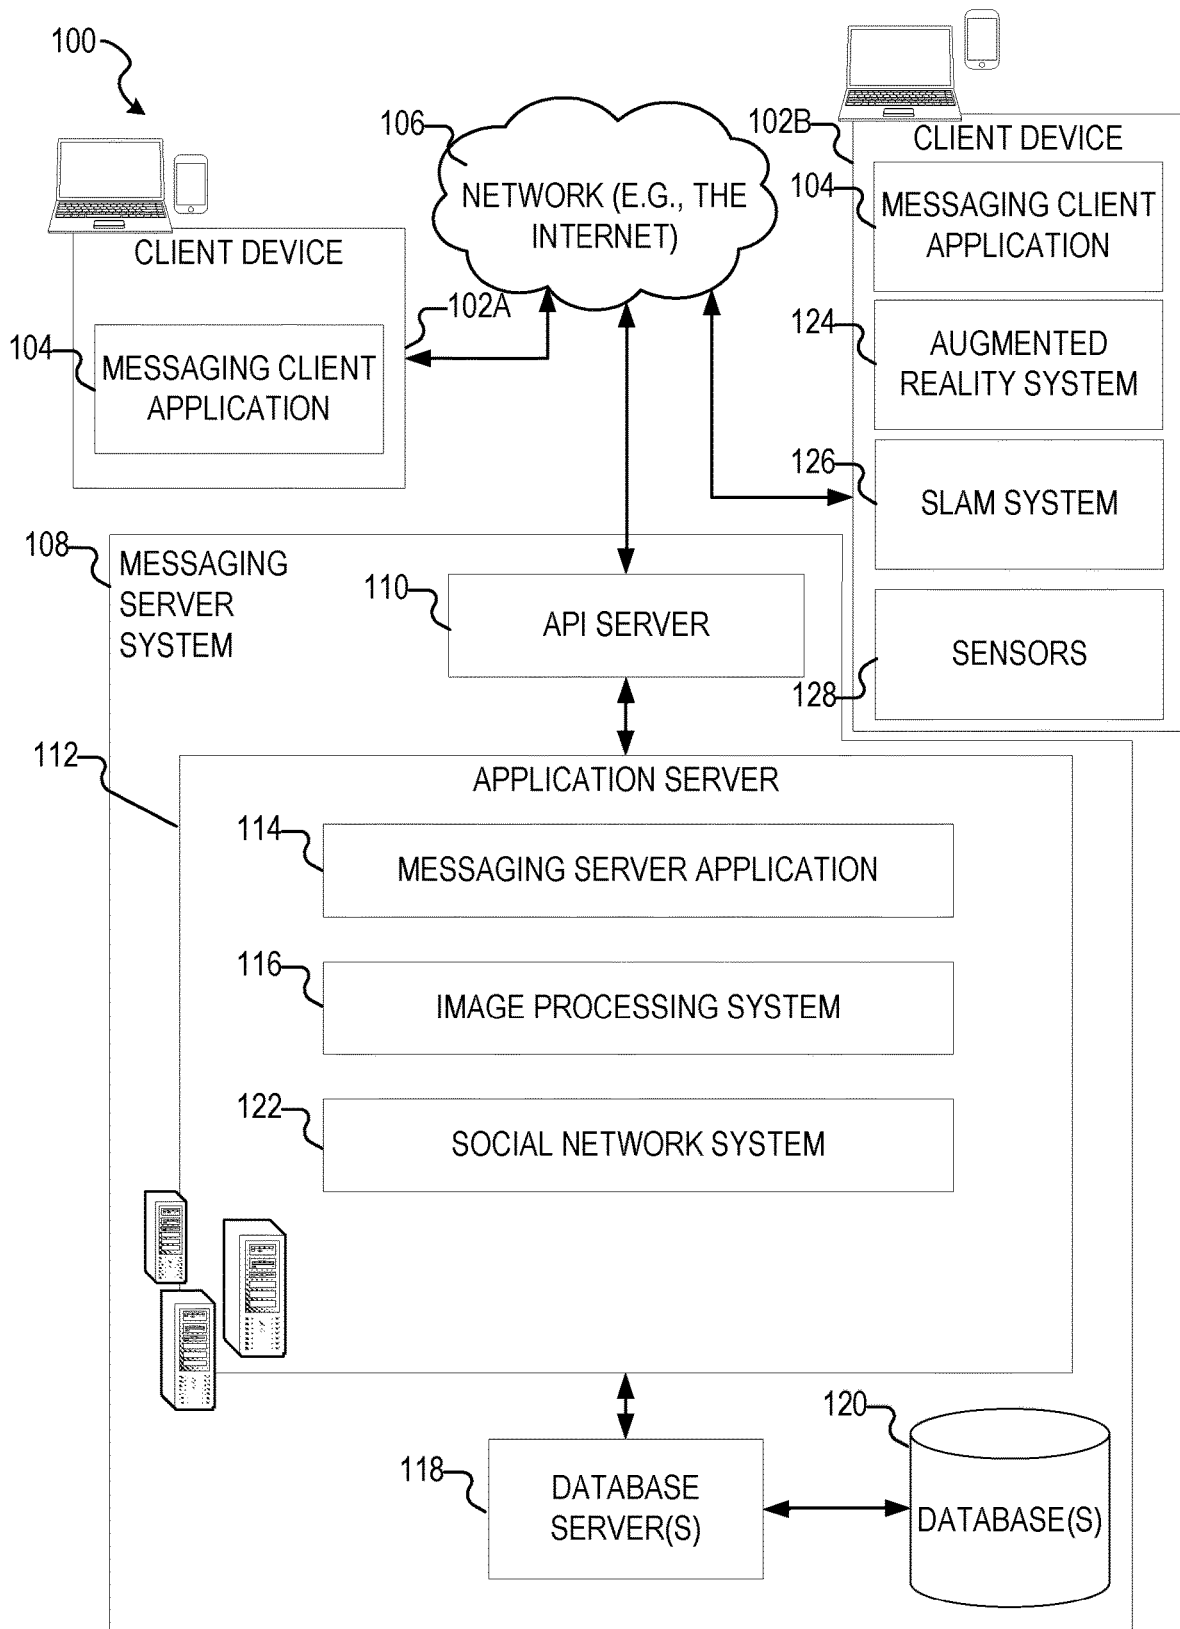 100
106
NETWORK (E.G., THE
INTERNET)
CLIENT DEVICE
102A
104
MESSAGING CLIENT
APPLICATION
102B
CLIENT DEVICE
104
MESSAGING CLIENT
APPLICATION
124
AUGMENTED
REALITY SYSTEM
126
SLAM SYSTEM
128
SENSORS
108
MESSAGING
SERVER
SYSTEM
110
API SERVER
112
APPLICATION SERVER
114
MESSAGING SERVER APPLICATION
116
IMAGE PROCESSING SYSTEM
122
SOCIAL NETWORK SYSTEM
118
DATABASE
SERVER(S)
120
DATABASE(S)